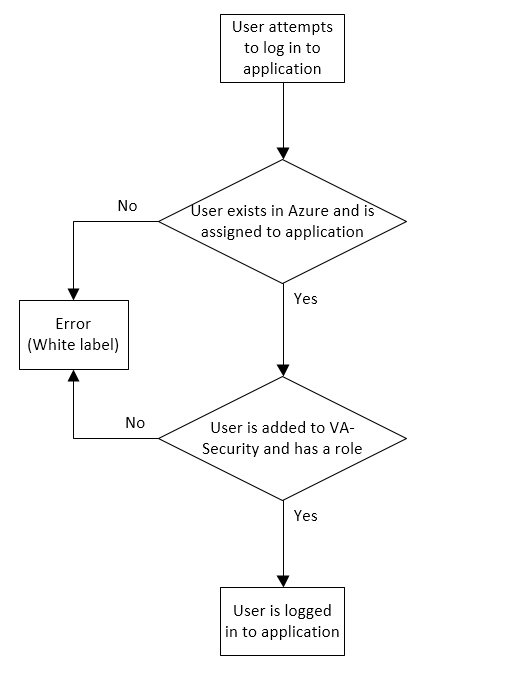 User attempts
to log in to
application
No
User exists in Azure and is
assigned to application
Yes
Error
(White label)
No
User is added to VA-
Security and has a role
Yes
User is logged
in to application